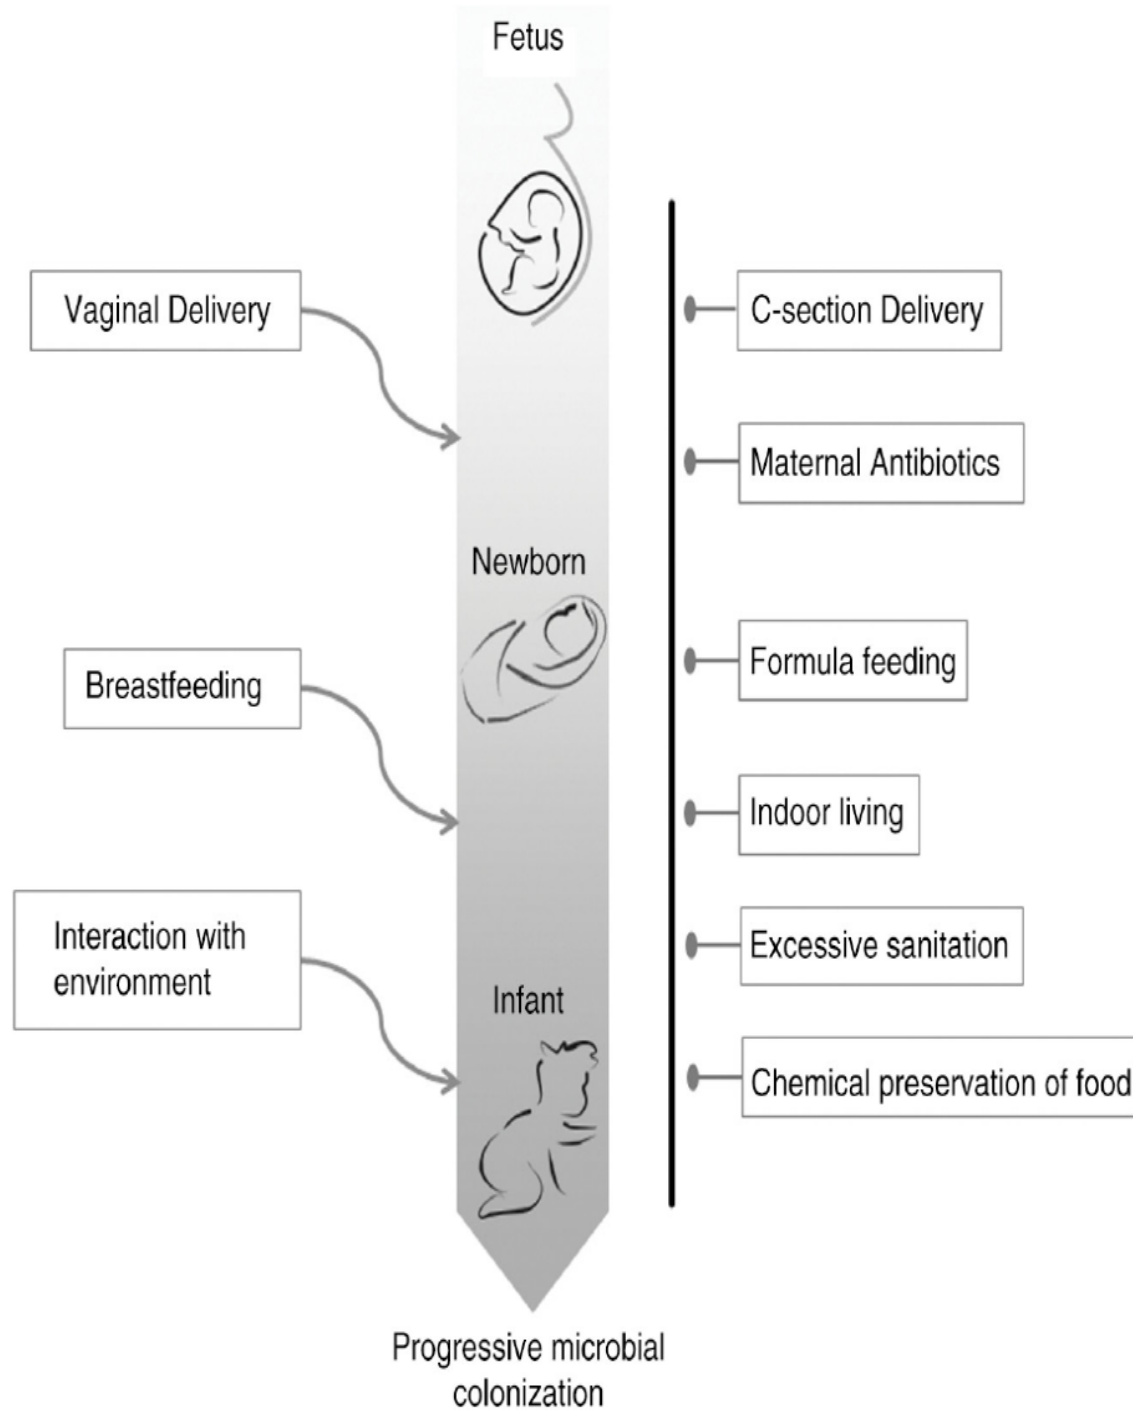 Fetus
Vaginal Delivery
C-section Delivery
Maternal Antibiotics
Newborn
Breastfeeding
Formula feeding
Indoor living
Interaction with
environment
Excessive sanitation
Infant
Chemical preservation of food
Progressive microbial
colonization